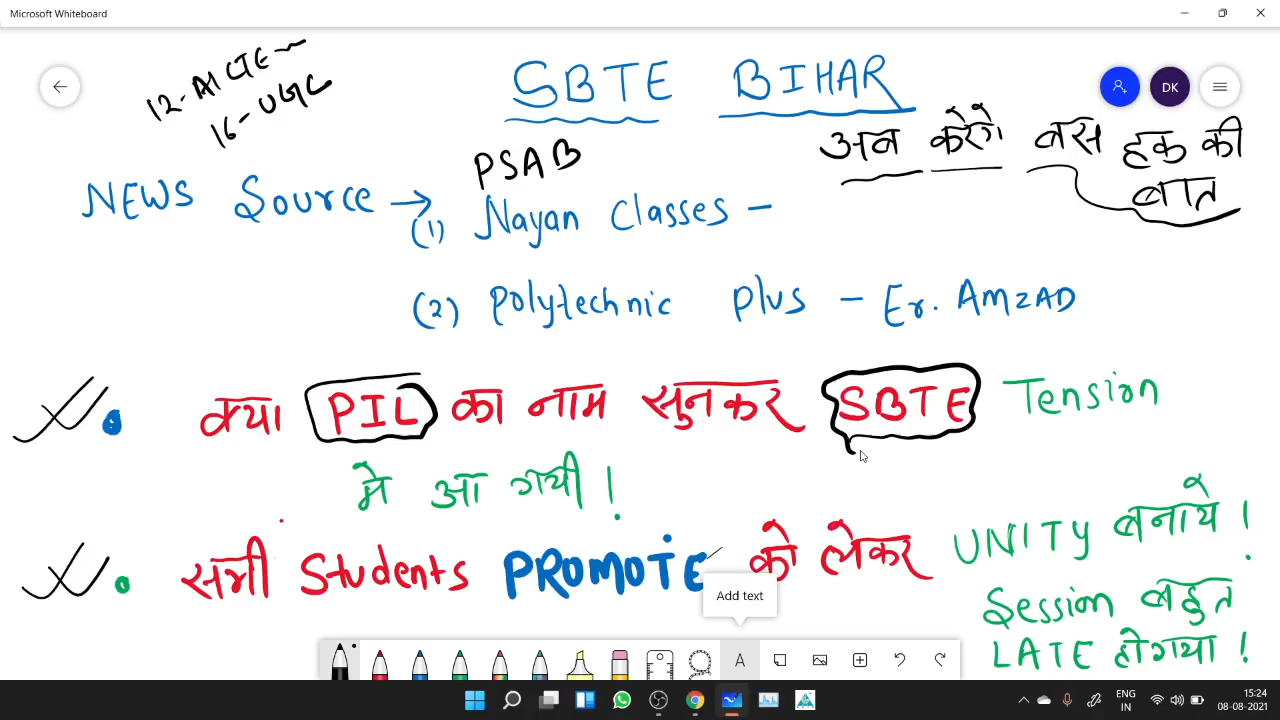 Microsoft Whiteboard
12-AICTE
16-UGC
SBTE BIHAR
DK
अब करेगे बस हक की
बात
PSAB
NEWS Source →
(1) Nayan Classes -
(2) Polytechnic Plus - Er. AMZAD
क्या PIL का नाम सुनकर SBTE Tension
मे आ गयी !
सभी Students PROMOTE को लेकर UNITY बनाये !
Session बहुत
LATE हो गया !
Add text
A
ENG
IN
15:24
08-08-2021